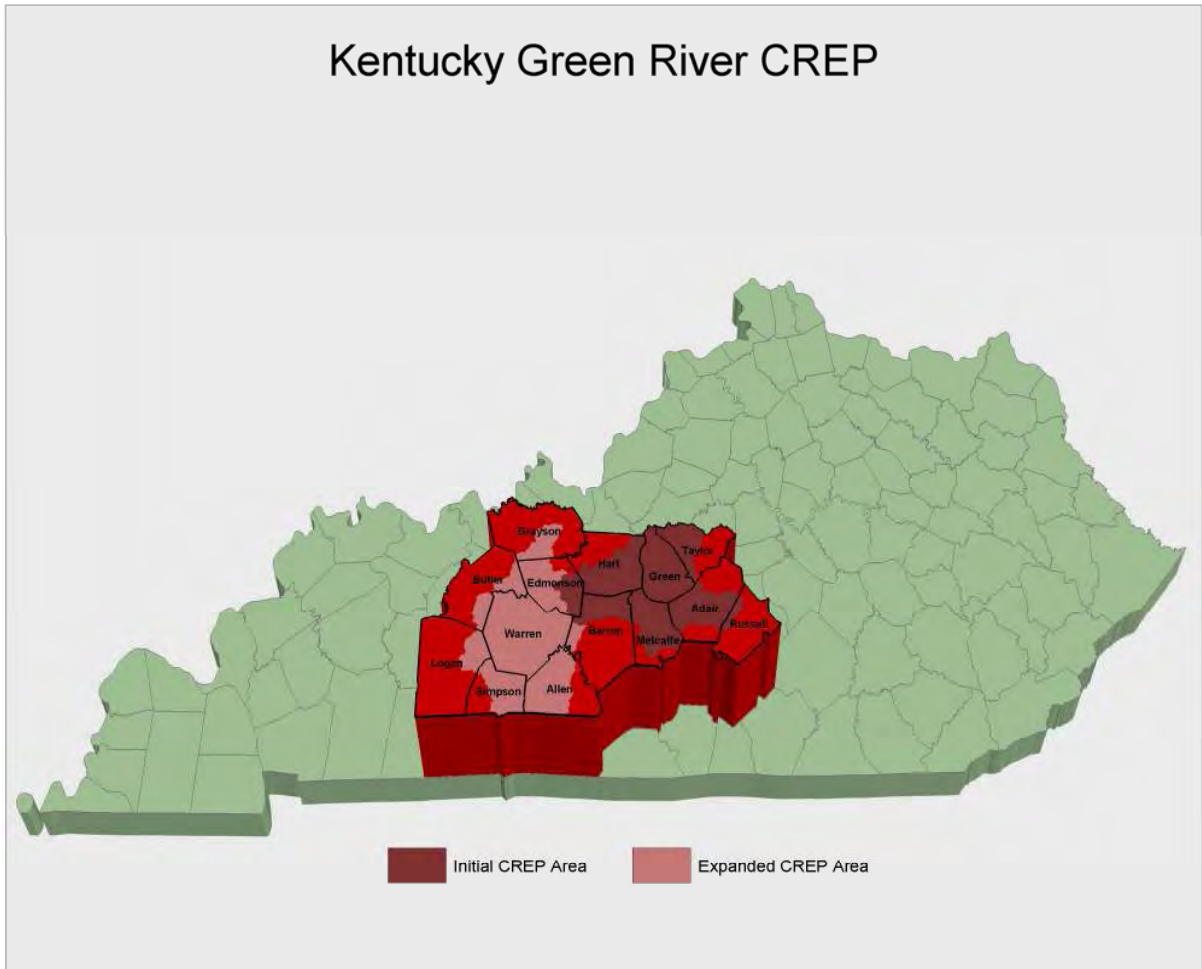 Kentucky Green River CREP
Grayson
Taylor
Hart
Green
Butler
Edmonson
Adair
Russell
Warren
Barren
Metcalfe
Logan
Simpson
Allen
Initial CREP Area
Expanded CREP Area